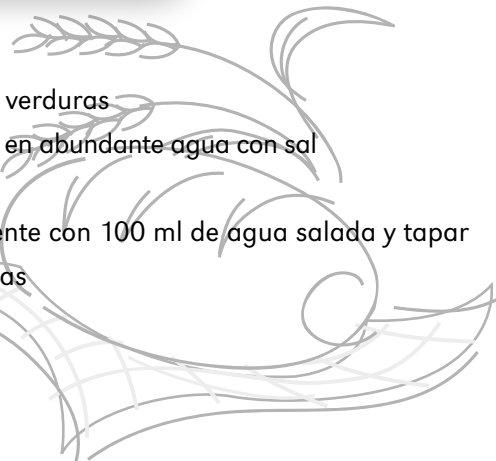 verduras
en abundante agua con sal
ente con 100 ml de agua salada y tapar
as